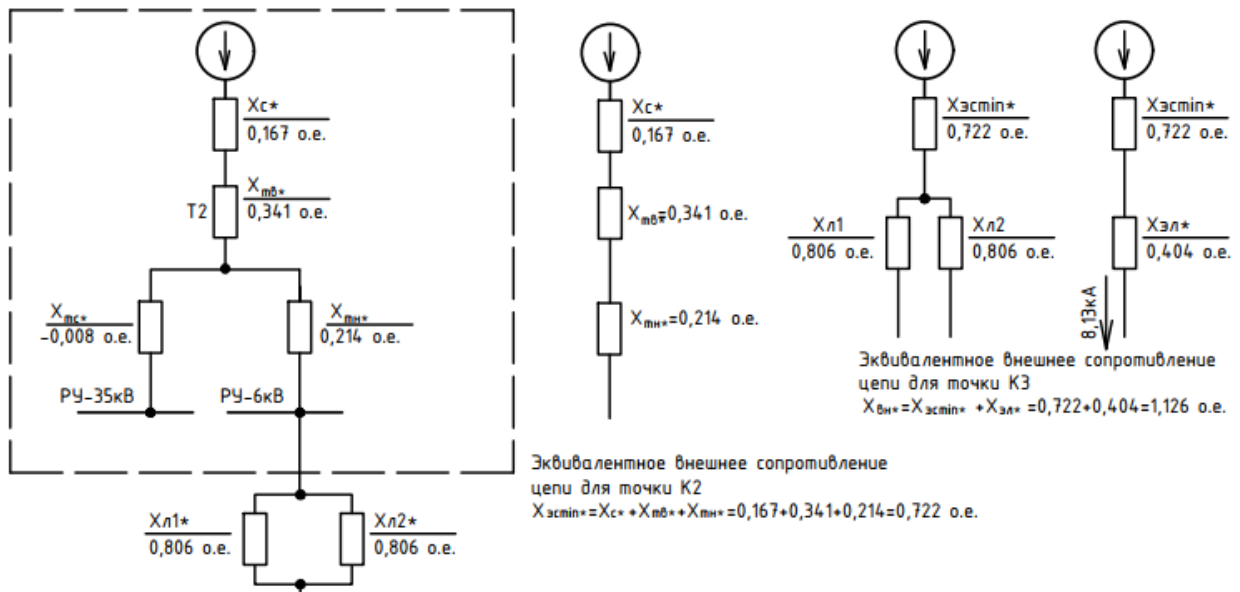 Xс*
0,167 о.е.
T2
Xтв*
0,341 о.е.
Xтс*
-0,008 о.е.
Xтн*
0,214 о.е.
РУ-35кВ
РУ-6кВ
Xл1*
0,806 о.е.
Xл2*
0,806 о.е.
Xс*
0,167 о.е.
Xтв*=0,341 о.е.
Xтн*=0,214 о.е.
Эквивалентное внешнее сопротивление
цепи для точки К2
Xэсmin*=Xс*+Xтв*+Xтн*=0,167+0,341+0,214=0,722 о.е.
Xэсmin*
0,722 о.е.
Xл1
0,806 о.е.
Xл2
0,806 о.е.
Xэсmin*
0,722 о.е.
Xэл*
0,404 о.е.
8,13кА
Эквивалентное внешнее сопротивление
цепи для точки К3
Xвн*=Xэсmin*+Xэл*=0,722+0,404=1,126 о.е.